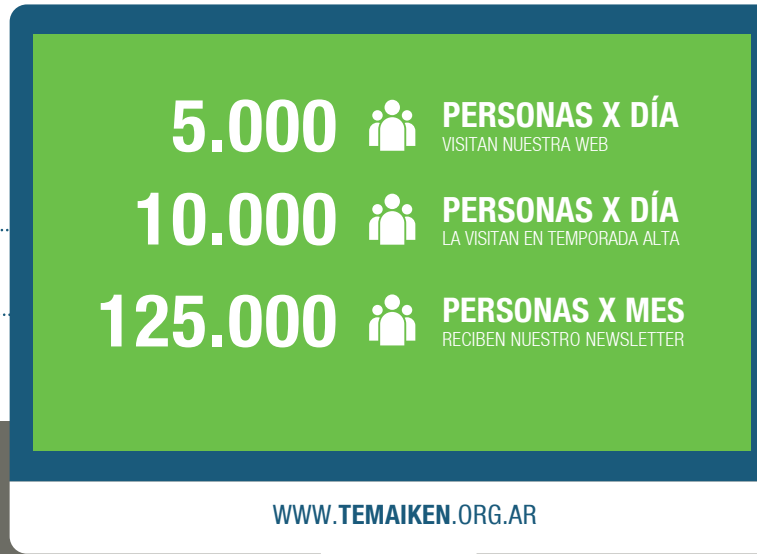 5.000 PERSONAS X DÍA
VISITAN NUESTRA WEB
10.000 PERSONAS X DÍA
LA VISITAN EN TEMPORADA ALTA
125.000 PERSONAS X MES
RECIBEN NUESTRO NEWSLETTER
WWW.TEMAIKEN.ORG.AR